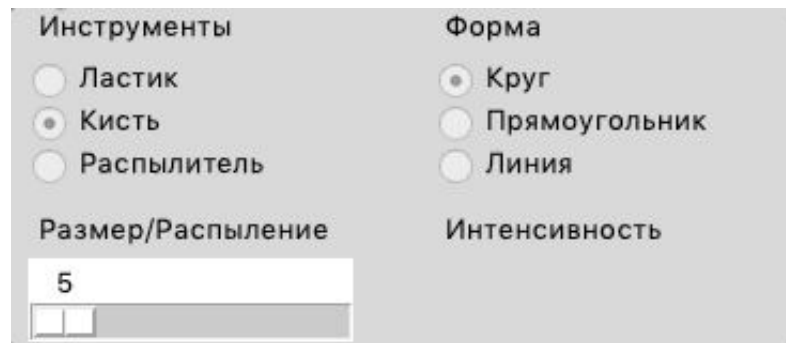 Инструменты
Ластик
Кисть
Распылитель
Форма
Круг
Прямоугольник
Линия
Размер/Распыление
5
Интенсивность